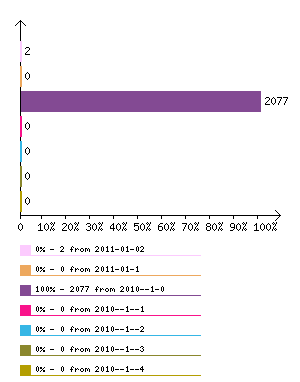 2
0
2077
0
0
0
0
0 10% 20% 30% 40% 50% 60% 70% 80% 90% 100%
0% - 2 from 2011-01-02
0% - 0 from 2011-01-1
100% - 2077 from 2010--1-0
0% - 0 from 2010--1--1
0% - 0 from 2010--1--2
0% - 0 from 2010--1--3
0% - 0 from 2010--1--4